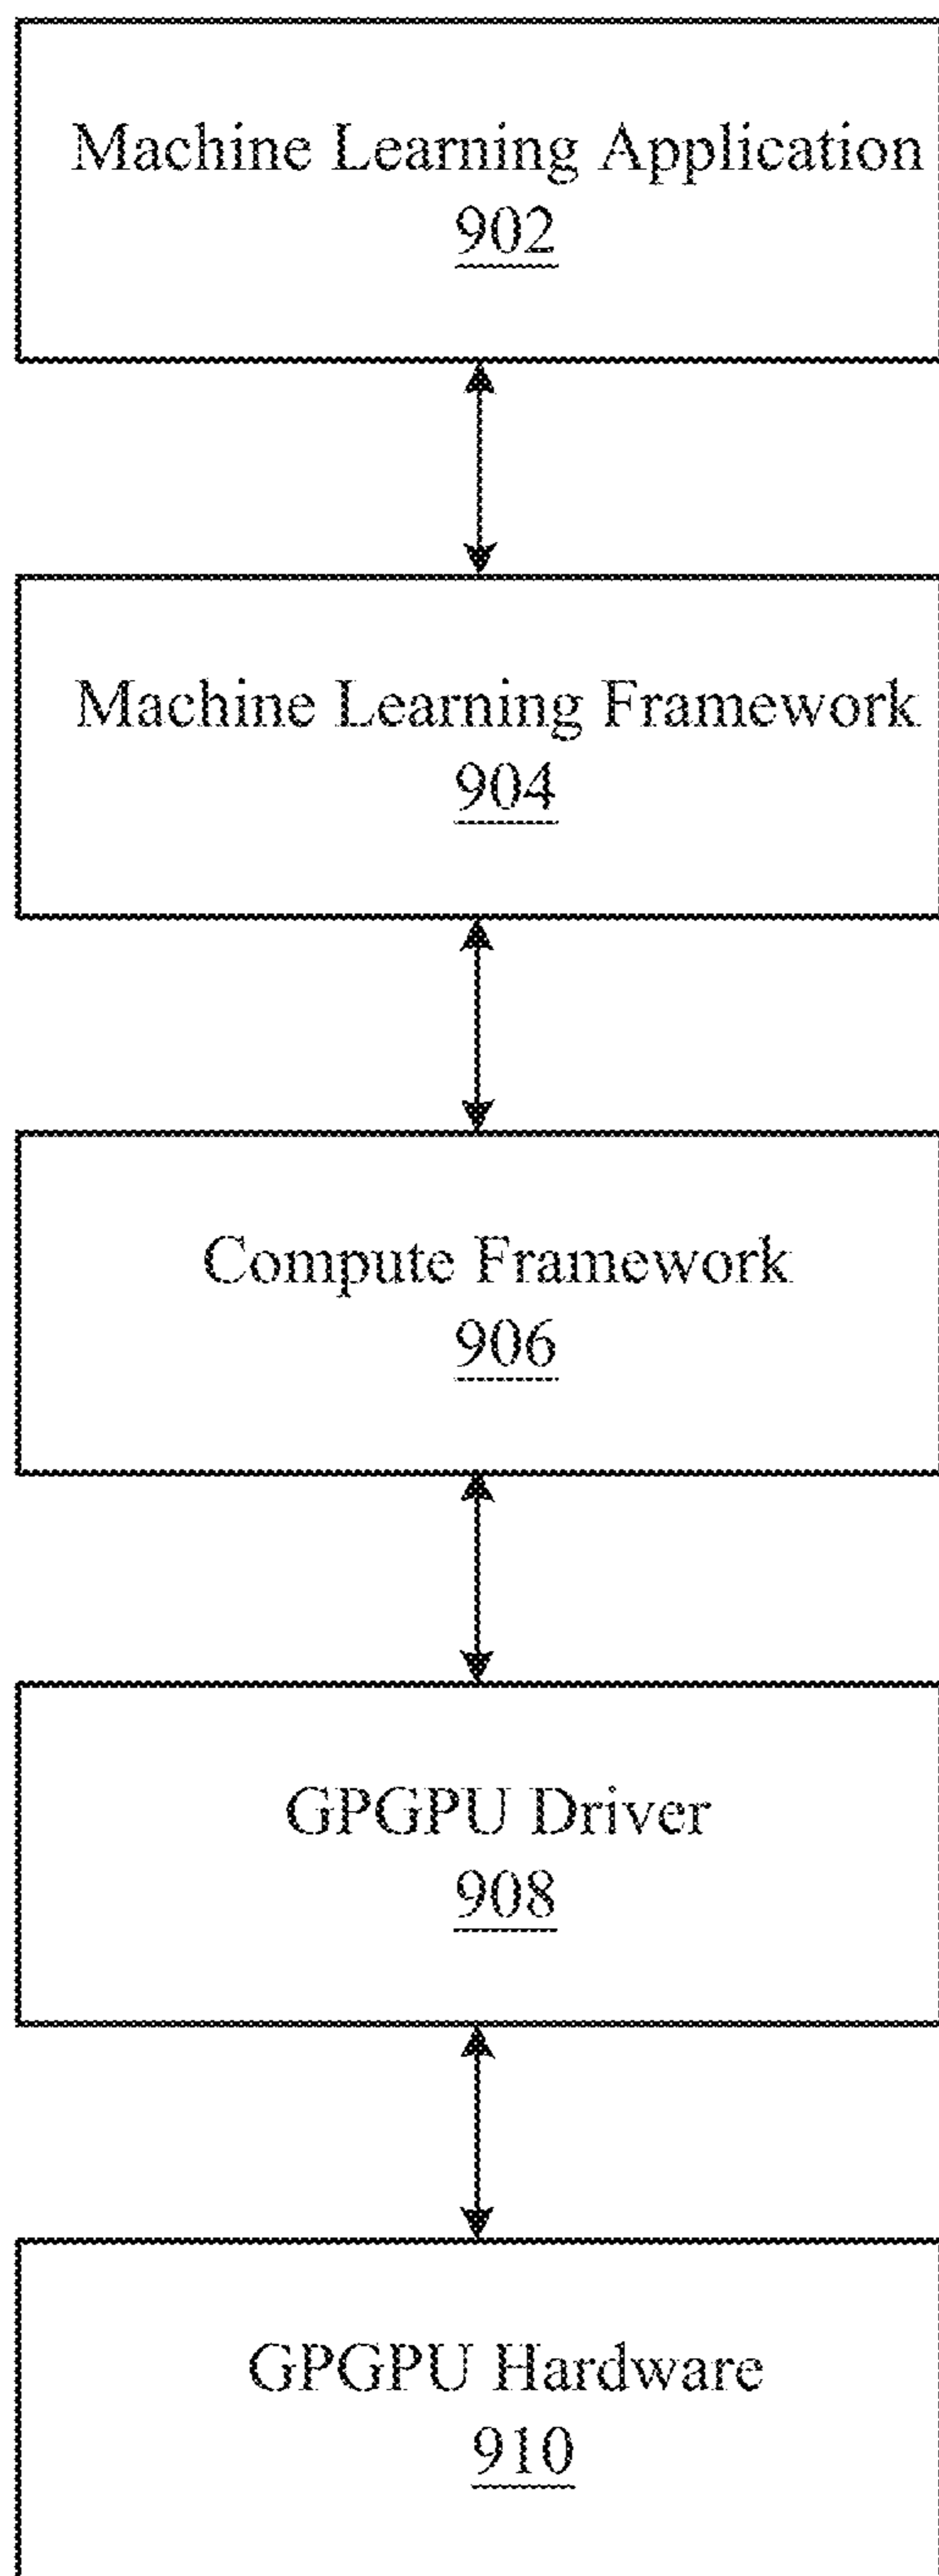 Machine Learning Application
902
Machine Learning Framework
904
Compute Framework
906
GPGPU Driver
908
GPGPU Hardware
910